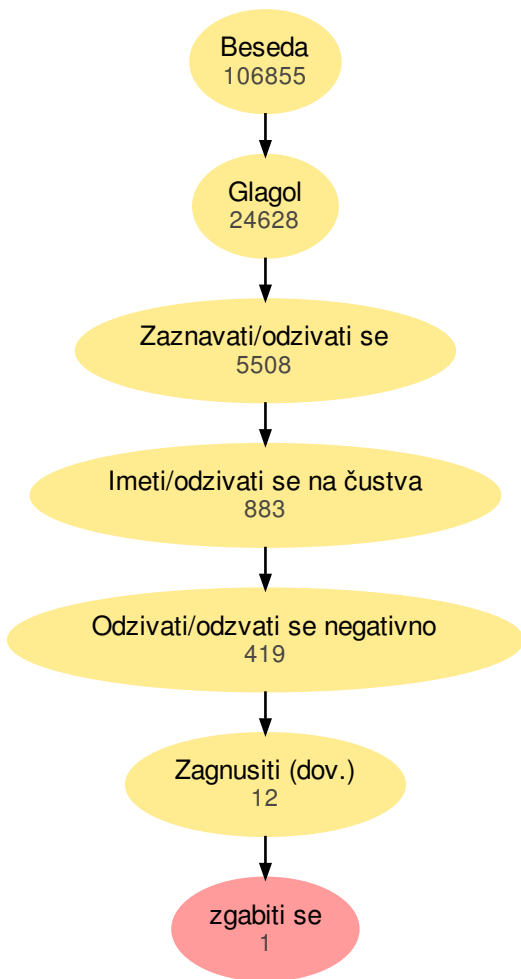 Beseda
106855
Glagol
24628
Zaznavati/odzivati se
5508
Imeti/odzivati se na čustva
883
Odzivati/odzvati se negativno
419
Zagnusiti (dov.)
12
zgabiti se
1